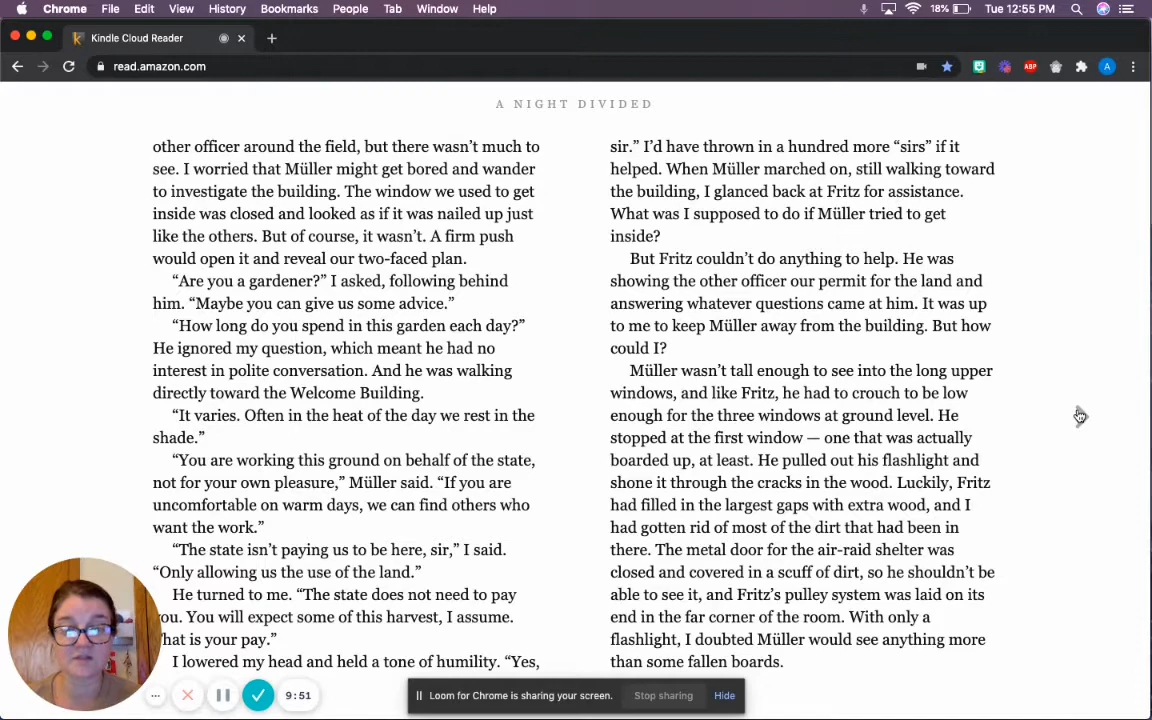 Chrome File Edit View History Bookmarks People Tab Window Help 18% Tue 12:55 PM
Kindle Cloud Reader
read.amazon.com ABP A
A NIGHT DIVIDED
other officer around the field, but there wasn’t much to
see. I worried that Müller might get bored and wander
to investigate the building. The window we used to get
inside was closed and looked as if it was nailed up just
like the others. But of course, it wasn’t. A firm push
would open it and reveal our two-faced plan.
“Are you a gardener?” I asked, following behind
him. “Maybe you can give us some advice.”
“How long do you spend in this garden each day?”
He ignored my question, which meant he had no
interest in polite conversation. And he was walking
directly toward the Welcome Building.
“It varies. Often in the heat of the day we rest in the
shade.”
“You are working this ground on behalf of the state,
not for your own pleasure,” Müller said. “If you are
uncomfortable on warm days, we can find others who
want the work.”
“The state isn’t paying us to be here, sir,” I said.
“Only allowing us the use of the land.”
He turned to me. “The state does not need to pay
you. You will expect some of this harvest, I assume.
hat is your pay.”
I lowered my head and held a tone of humility. “Yes,
sir.” I’d have thrown in a hundred more “sirs” if it
helped. When Müller marched on, still walking toward
the building, I glanced back at Fritz for assistance.
What was I supposed to do if Müller tried to get
inside?
But Fritz couldn’t do anything to help. He was
showing the other officer our permit for the land and
answering whatever questions came at him. It was up
to me to keep Müller away from the building. But how
could I?
Müller wasn’t tall enough to see into the long upper
windows, and like Fritz, he had to crouch to be low
enough for the three windows at ground level. He
stopped at the first window — one that was actually
boarded up, at least. He pulled out his flashlight and
shone it through the cracks in the wood. Luckily, Fritz
had filled in the largest gaps with extra wood, and I
had gotten rid of most of the dirt that had been in
there. The metal door for the air-raid shelter was
closed and covered in a scuff of dirt, so he shouldn’t be
able to see it, and Fritz’s pulley system was laid on its
end in the far corner of the room. With only a
flashlight, I doubted Müller would see anything more
than some fallen boards.
9:51
Loom for Chrome is sharing your screen. Stop sharing Hide